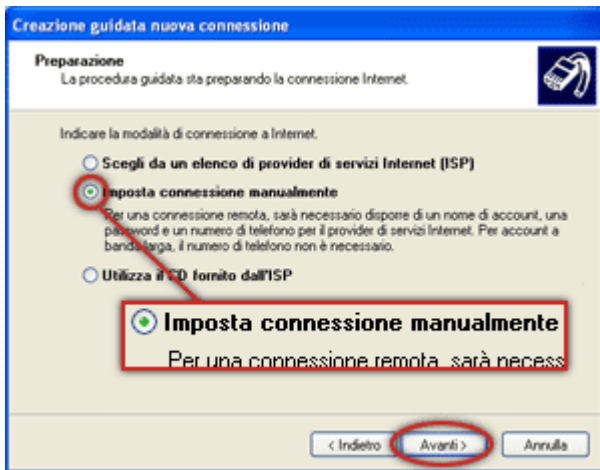 Creazione guidata nuova connessione
Preparazione
La procedura guidata sta preparando la connessione Internet.
Indicare la modalità di connessione a Internet.
Scegli da un elenco di provider di servizi Internet (ISP)
Imposta connessione manualmente
Per una connessione remota, sarà necessario disporre di un nome di account, una
password e un numero di telefono per il provider di servizi Internet. Per account a
banda larga, il numero di telefono non è necessario.
Utilizza il CD fornito dall'ISP
Imposta connessione manualmente
Per una connessione remota, sarà necess
< Indietro
Avanti >
Annulla